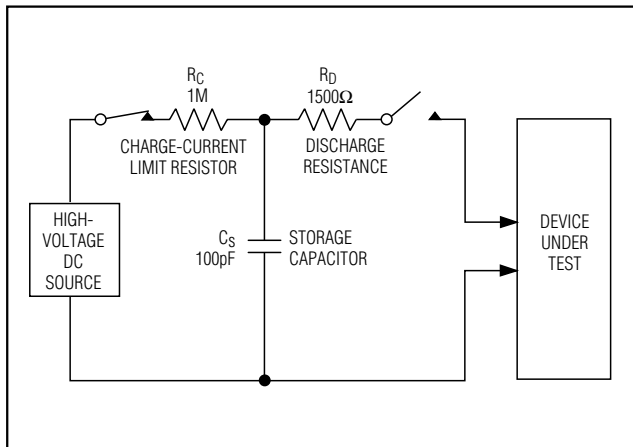 RC
1M
CHARGE-CURRENT
LIMIT RESISTOR
RD
1500Ω
DISCHARGE
RESISTANCE
HIGH-
VOLTAGE
DC
SOURCE
CS
100pF
STORAGE
CAPACITOR
DEVICE
UNDER
TEST